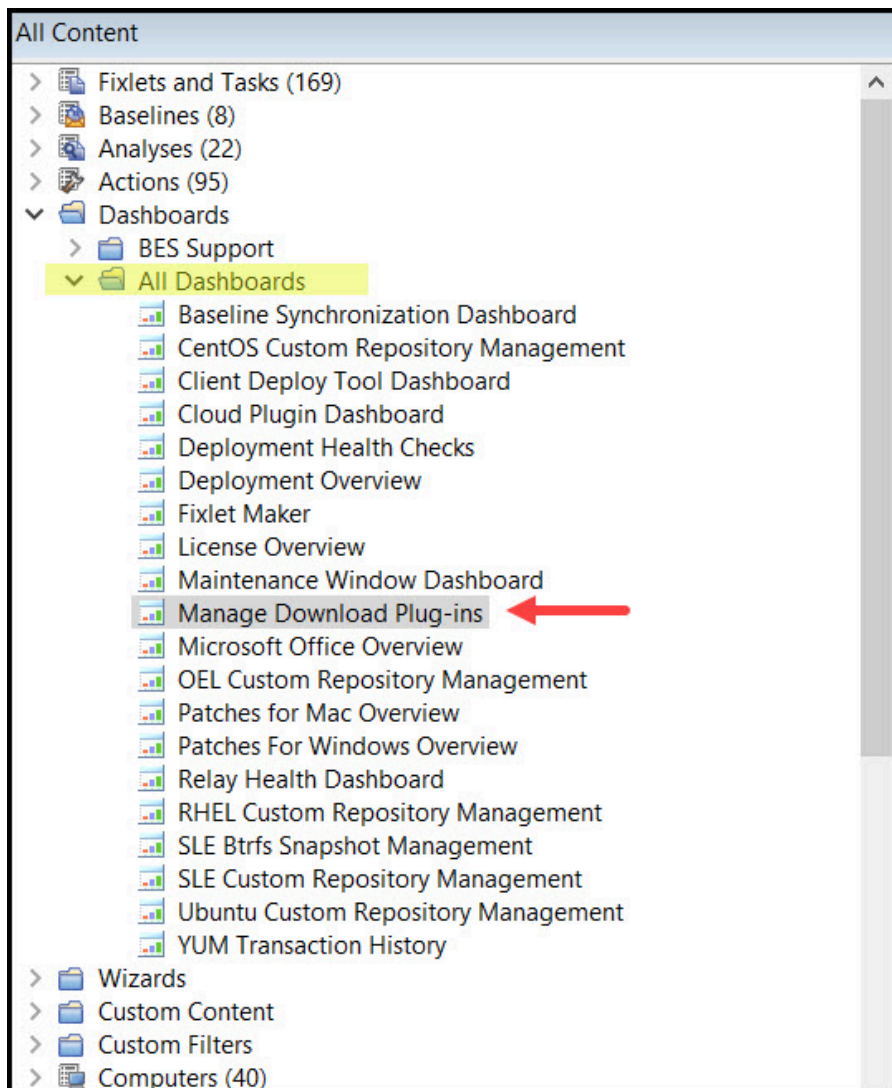 All Content
Fixlets and Tasks (169)
Baselines (8)
Analyses (22)
Actions (95)
Dashboards
BES Support
All Dashboards
Baseline Synchronization Dashboard
CentOS Custom Repository Management
Client Deploy Tool Dashboard
Cloud Plugin Dashboard
Deployment Health Checks
Deployment Overview
Fixlet Maker
License Overview
Maintenance Window Dashboard
Manage Download Plug-ins
Microsoft Office Overview
OEL Custom Repository Management
Patches for Mac Overview
Patches For Windows Overview
Relay Health Dashboard
RHEL Custom Repository Management
SLE Btrfs Snapshot Management
SLE Custom Repository Management
Ubuntu Custom Repository Management
YUM Transaction History
Wizards
Custom Content
Custom Filters
Computers (40)